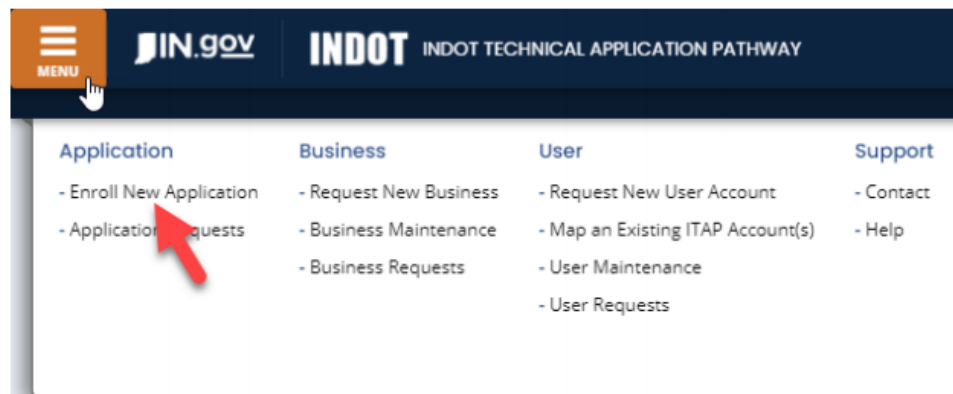 MENU
IN.gov
INDOT INDOT TECHNICAL APPLICATION PATHWAY
Application
- Enroll New Application
- Application quests
Business
- Request New Business
- Business Maintenance
- Business Requests
User
- Request New User Account
- Map an Existing ITAP Account(s)
- User Maintenance
- User Requests
Support
- Contact
- Help